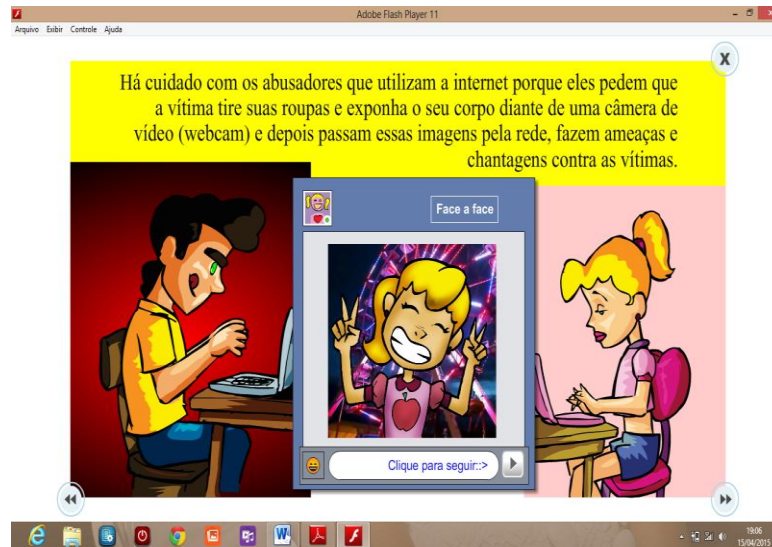 Adobe Flash Player 11
Arquivo Exibir Controle Ajuda
X
Há cuidado com os abusadores que utilizam a internet porque eles pedem que
a vítima tire suas roupas e exponha o seu corpo diante de uma câmera de
vídeo (webcam) e depois passam essas imagens pela rede, fazem ameaças e
chantagens contra as vítimas.
Face a face
Clique para seguir::>
19:06
15/04/2015